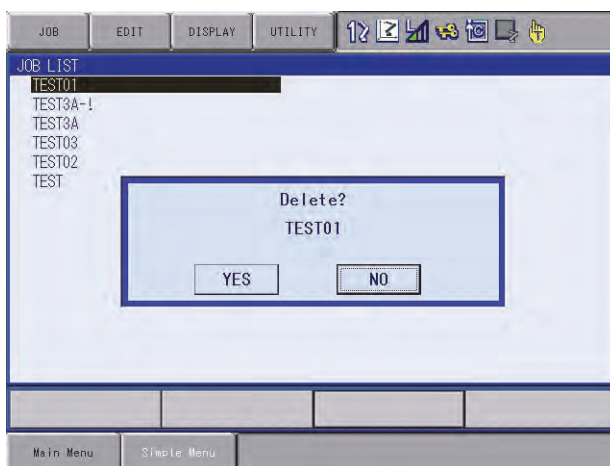 JOB EDIT DISPLAY UTILITY
JOB LIST
TEST01
TEST3A-!
TEST3A
TEST03
TEST02
TEST
Delete?
TEST01
YES NO
Main Menu Simple Menu